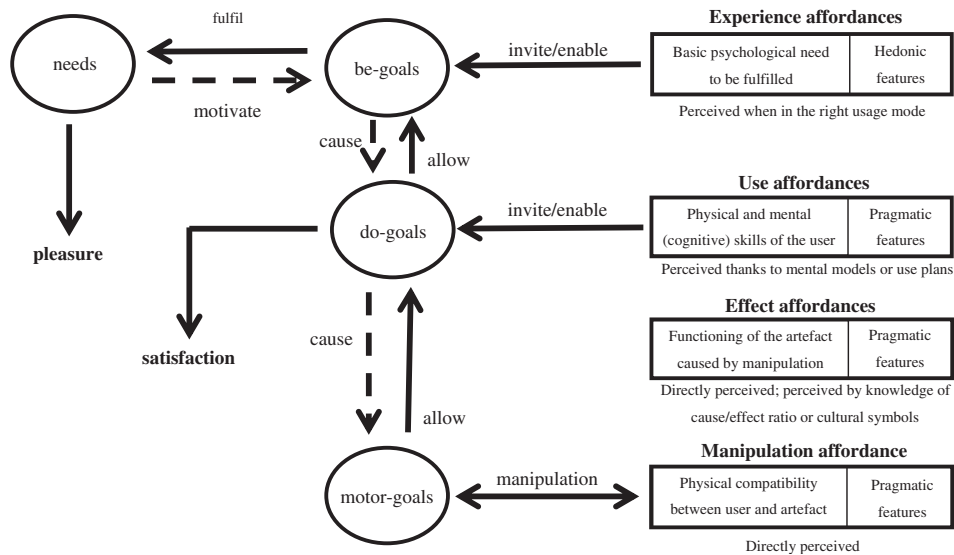 Experience affordances
fulfil
needs
be-goals
invite/enable
Basic psychological need
to be fulfilled
Hedonic
features
motivate
Perceived when in the right usage mode
cause
allow
Use affordances
pleasure
do-goals
invite/enable
Physical and mental
(cognitive) skills of the user
Pragmatic
features
Perceived thanks to mental models or use plans
Effect affordances
satisfaction
cause
Functioning of the artefact
caused by manipulation
Pragmatic
features
Directly perceived; perceived by knowledge of
cause/effect ratio or cultural symbols
allow
Manipulation affordance
motor-goals
manipulation
Physical compatibility
between user and artefact
Pragmatic
features
Directly perceived